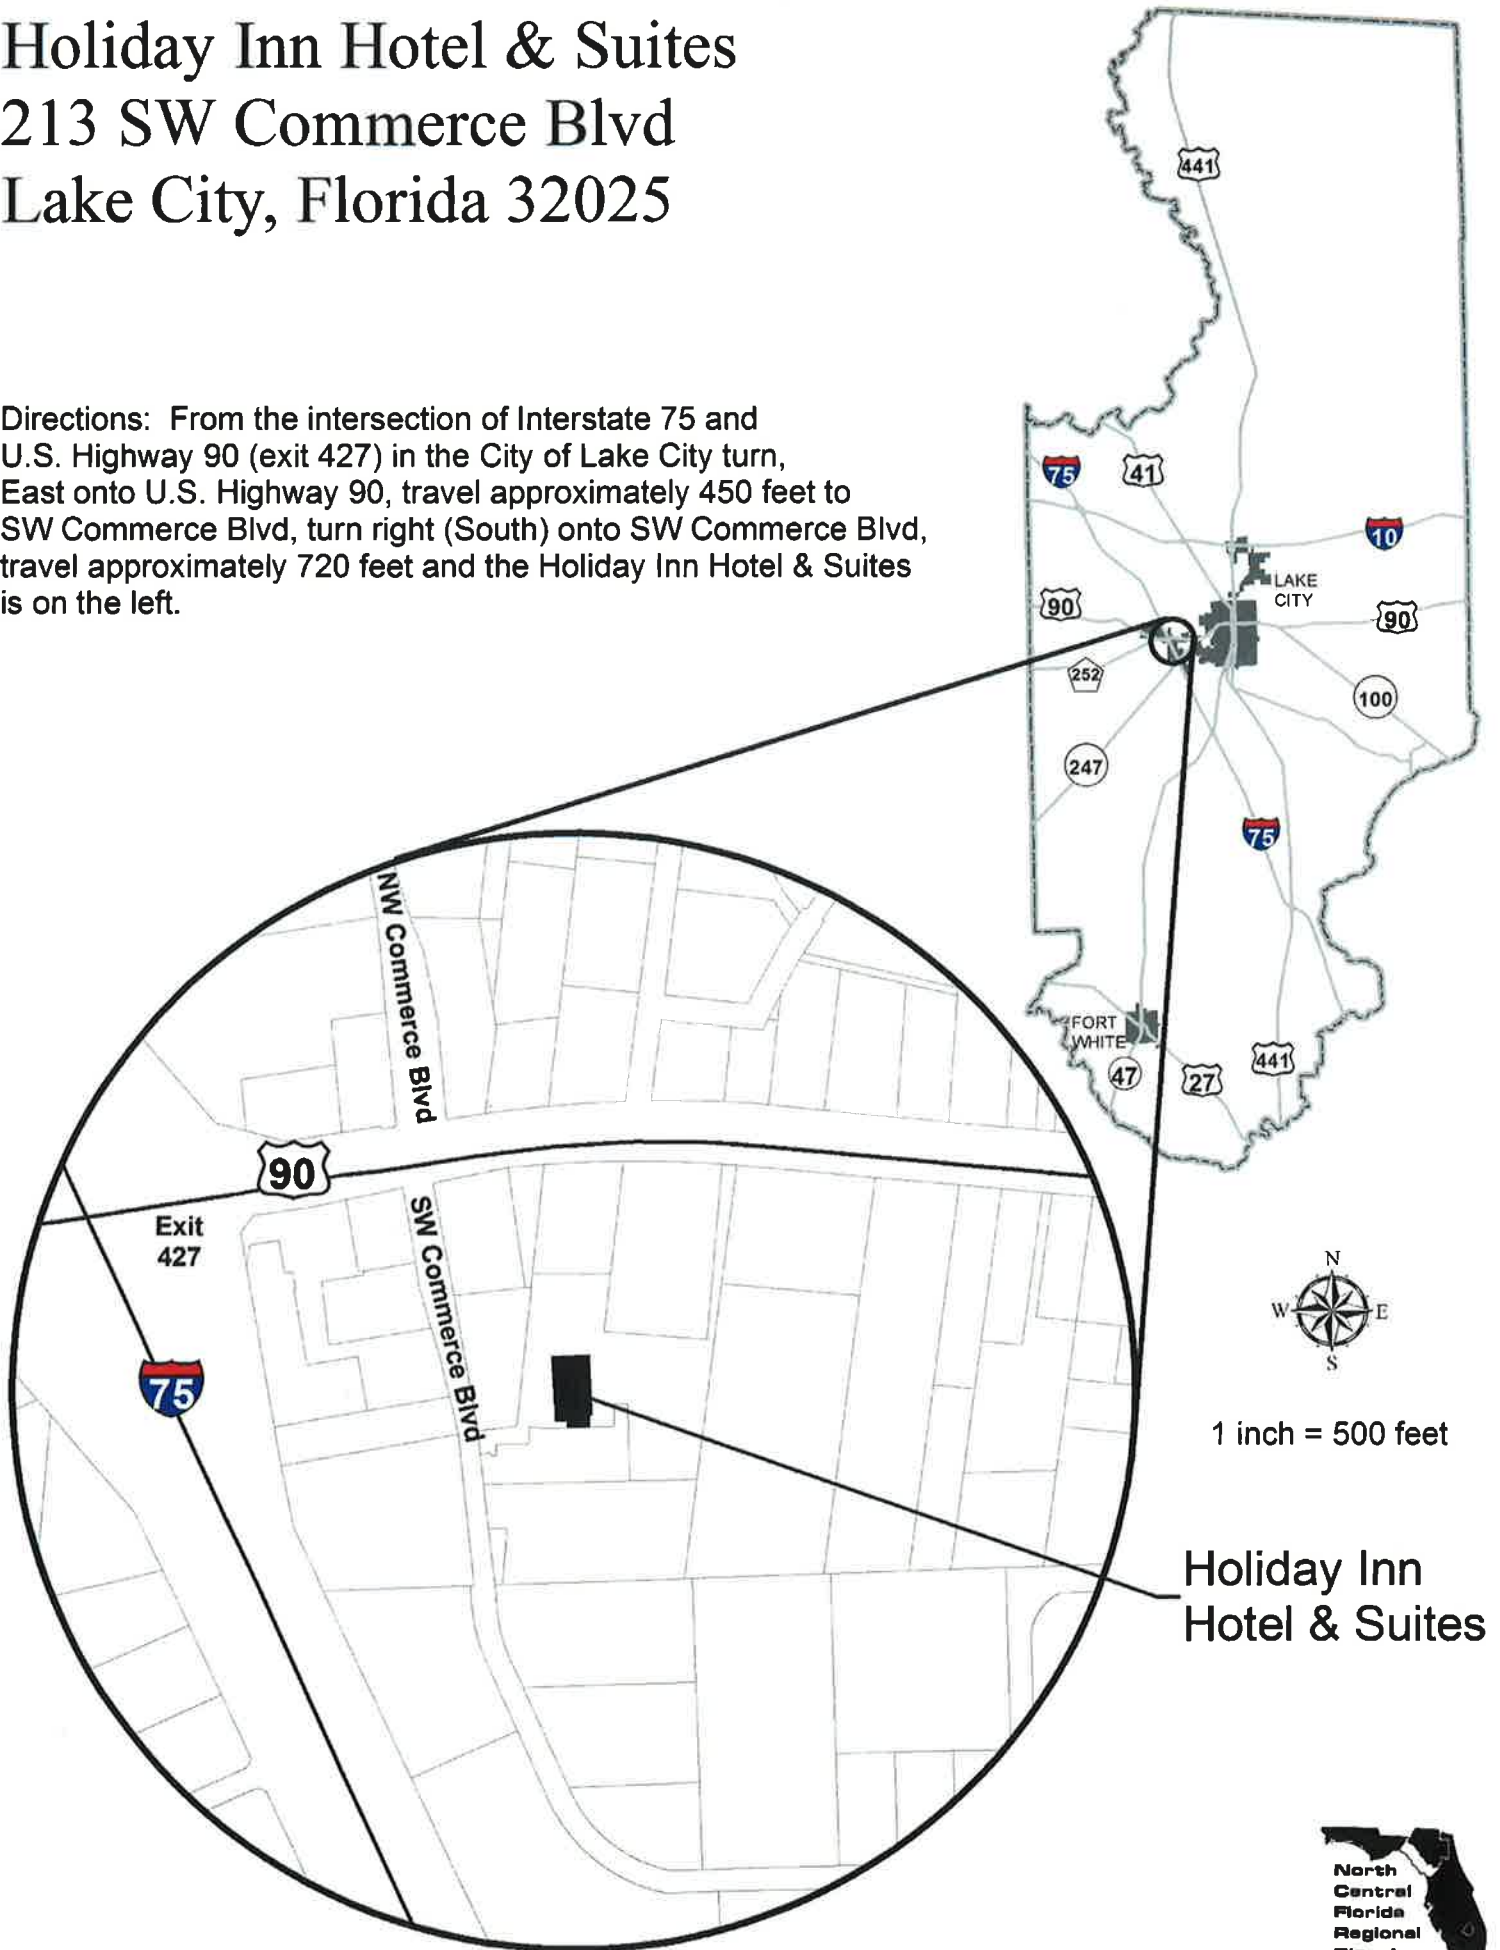 Holiday Inn Hotel & Suites
213 SW Commerce Blvd
Lake City, Florida 32025
Directions:  From the intersection of Interstate 75 and
U.S. Highway 90 (exit 427) in the City of Lake City turn,
East onto U.S. Highway 90, travel approximately 450 feet to
SW Commerce Blvd, turn right (South) onto SW Commerce Blvd,
travel approximately 720 feet and the Holiday Inn Hotel & Suites
is on the left.
441
75
41
10
LAKE
CITY
90
90
252
100
247
75
FORT
WHITE
47
27
441
NW Commerce Blvd
90
Exit
427
SW Commerce Blvd
75
N
W
E
S
1 inch = 500 feet
Holiday Inn
Hotel & Suites
North
Central
Florida
Regional